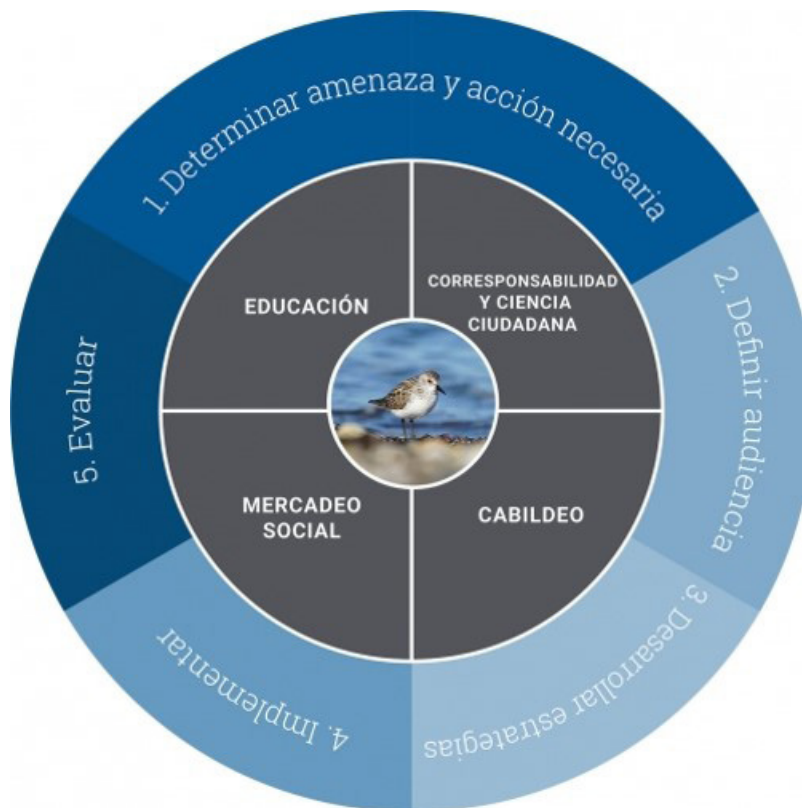 1. Determinar amenaza y acción necesaria
2. Definir audiencia
3. Desarrollar estrategias
4. Implementar
5. Evaluar
EDUCACIÓN
CORRESPONSABILIDAD
Y CIENCIA
CIUDADANA
MERCADEO
SOCIAL
CABILDEO